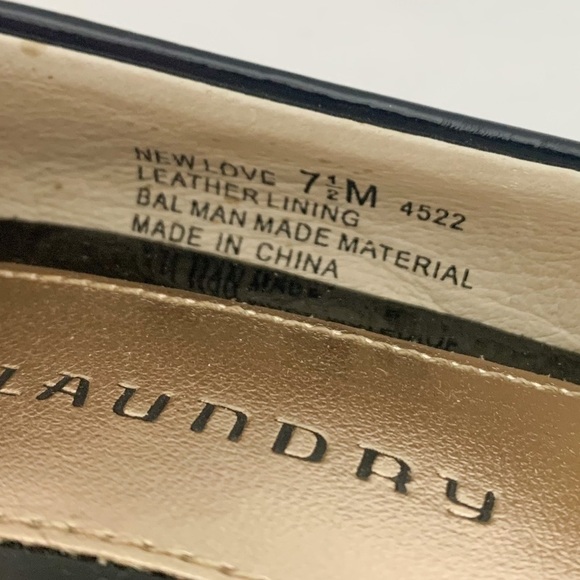 NEW LOVE 7½M 4522
LEATHER LINING
BAL MAN MADE MATERIAL
MADE IN CHINA
LAUNDRY